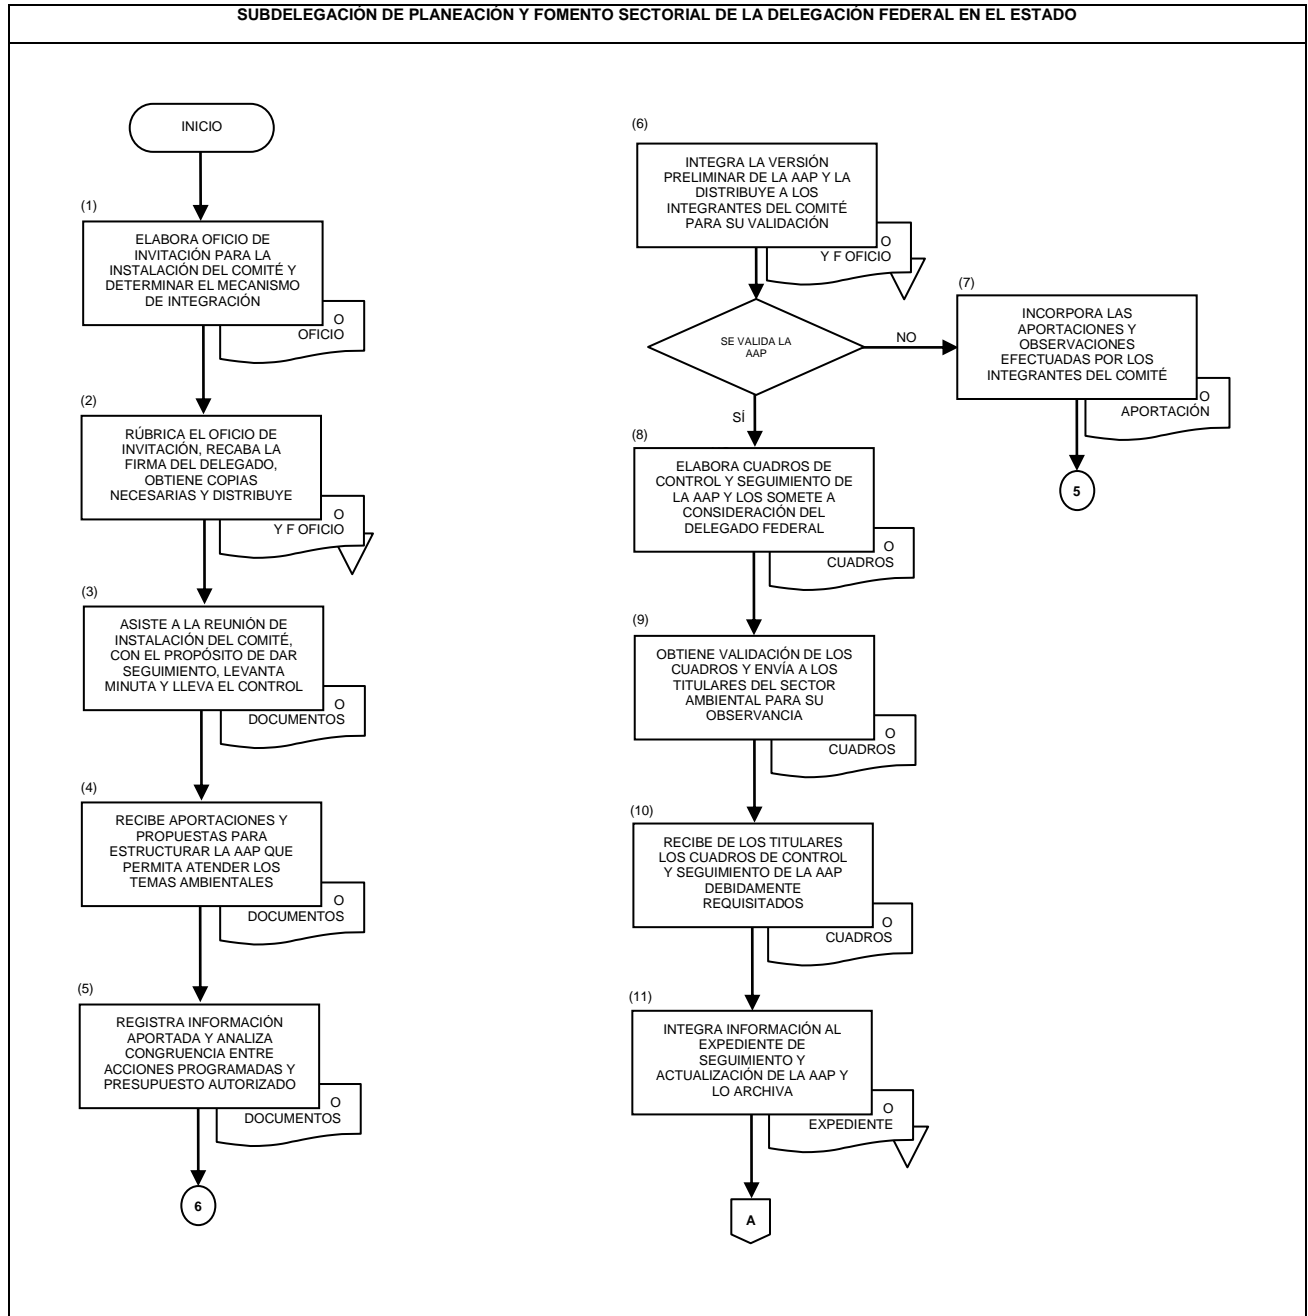 SUBDELEGACIÓN DE PLANEACIÓN Y FOMENTO SECTORIAL DE LA DELEGACIÓN FEDERAL EN EL ESTADO
INICIO
(1)
ELABORA OFICIO DE
INVITACIÓN PARA LA
INSTALACIÓN DEL COMITÉ Y
DETERMINAR EL MECANISMO
DE INTEGRACIÓN
O
OFICIO
(2)
RÚBRICA EL OFICIO DE
INVITACIÓN, RECABA LA
FIRMA DEL DELEGADO,
OBTIENE COPIAS
NECESARIAS Y DISTRIBUYE
O
Y F OFICIO
(3)
ASISTE A LA REUNIÓN DE
INSTALACIÓN DEL COMITÉ,
CON EL PROPÓSITO DE DAR
SEGUIMIENTO, LEVANTA
MINUTA Y LLEVA EL CONTROL
O
DOCUMENTOS
(4)
RECIBE APORTACIONES Y
PROPUESTAS PARA
ESTRUCTURAR LA AAP QUE
PERMITA ATENDER LOS
TEMAS AMBIENTALES
O
DOCUMENTOS
(5)
REGISTRA INFORMACIÓN
APORTADA Y ANALIZA
CONGRUENCIA ENTRE
ACCIONES PROGRAMADAS Y
PRESUPUESTO AUTORIZADO
O
DOCUMENTOS
6
(6)
INTEGRA LA VERSIÓN
PRELIMINAR DE LA AAP Y LA
DISTRIBUYE A LOS
INTEGRANTES DEL COMITÉ
PARA SU VALIDACIÓN
O
Y F OFICIO
SE VALIDA LA
AAP
NO
(7)
INCORPORA LAS
APORTACIONES Y
OBSERVACIONES
EFECTUADAS POR LOS
INTEGRANTES DEL COMITÉ
O
APORTACIÓN
5
SÍ
(8)
ELABORA CUADROS DE
CONTROL Y SEGUIMIENTO DE
LA AAP Y LOS SOMETE A
CONSIDERACIÓN DEL
DELEGADO FEDERAL
O
CUADROS
(9)
OBTIENE VALIDACIÓN DE LOS
CUADROS Y ENVÍA A LOS
TITULARES DEL SECTOR
AMBIENTAL PARA SU
OBSERVANCIA
O
CUADROS
(10)
RECIBE DE LOS TITULARES
LOS CUADROS DE CONTROL
Y SEGUIMIENTO DE LA AAP
DEBIDAMENTE
REQUISITADOS
O
CUADROS
(11)
INTEGRA INFORMACIÓN AL
EXPEDIENTE DE
SEGUIMIENTO Y
ACTUALIZACIÓN DE LA AAP Y
LO ARCHIVA
O
EXPEDIENTE
A